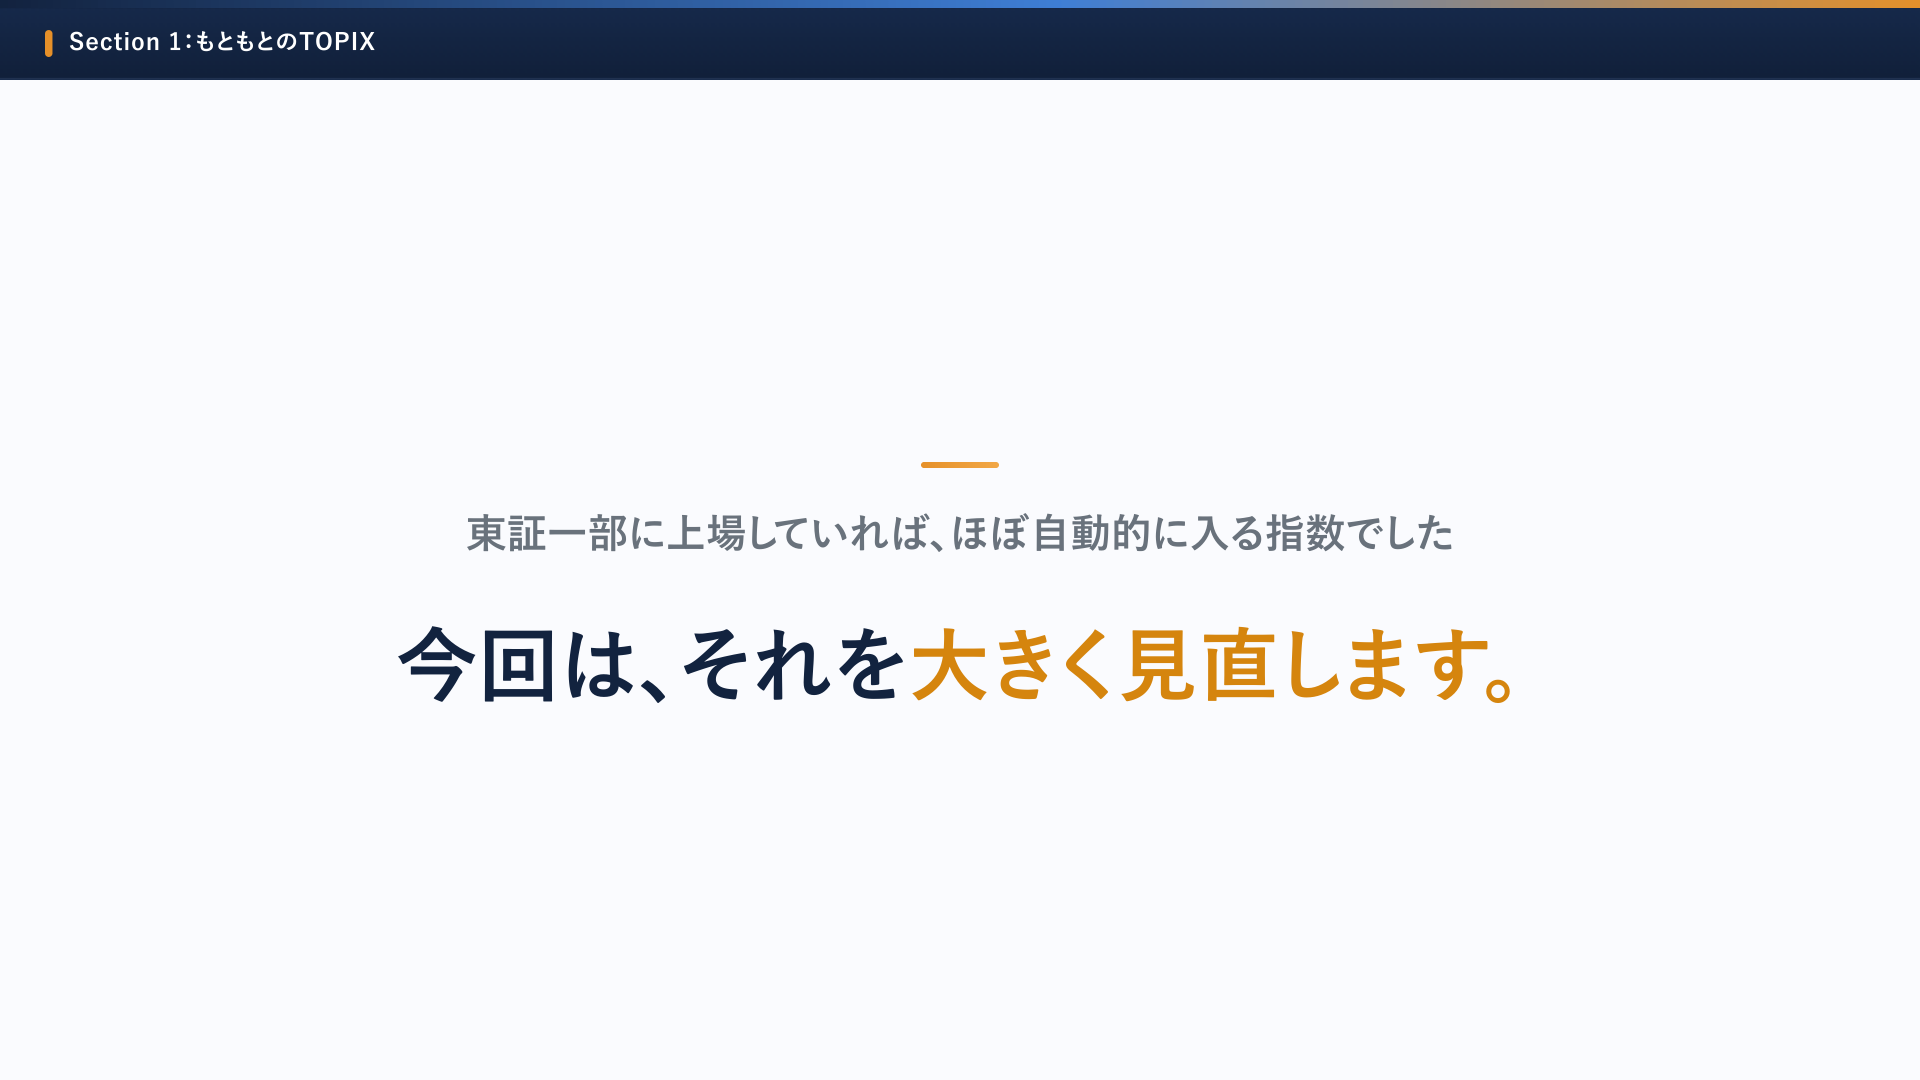 Section 1：もともとのTOPIX
東証一部に上場していれば、ほぼ自動的に入る指数でした
今回は、それを大きく見直します。